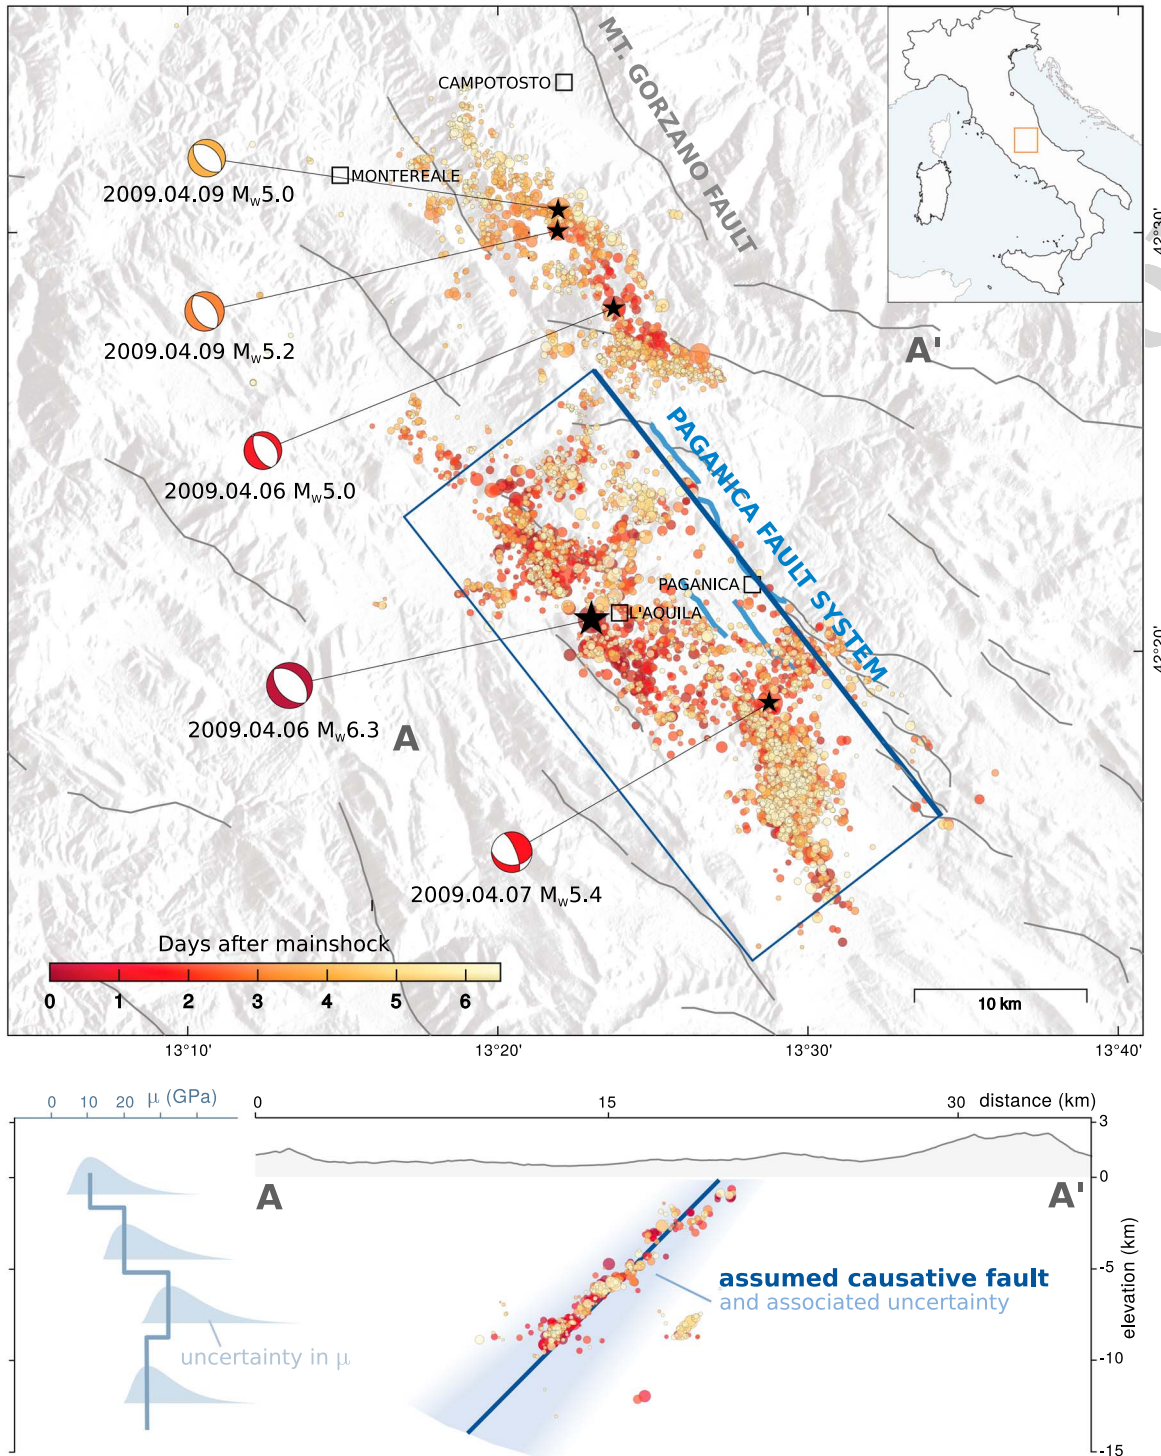 CAMPOTOSTO
MT. GORZANO FAULT
MONTEREALE
2009.04.09 Mw5.0
42°30'
A'
2009.04.09 Mw5.2
2009.04.06 Mw5.0
PAGANICA FAULT SYSTEM
PAGANICA
L'AQUILA
42°20'
2009.04.06 Mw6.3
A
2009.04.07 Mw5.4
Days after mainshock
0 1 2 3 4 5 6
10 km
13°10' 13°20' 13°30' 13°40'
0 10 20 μ (GPa)
0 15 30 distance (km)
3
0
-5
-10
-15
elevation (km)
A
A'
assumed causative fault
and associated uncertainty
uncertainty in μ